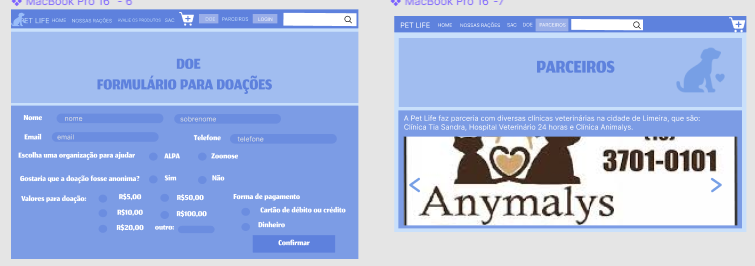 MacBook Pro 16" - 6
PET LIFE HOME NOSSAS RAÇÕES AVALIE OS PRODUTOS SAC DOE PARCEIROS LOGIN
DOE
FORMULÁRIO PARA DOAÇÕES
Nome nome sobrenome
Email email Telefone telefone
Escolha uma organização para ajudar ALPA Zoonose
Gostaria que a doação fosse anonima? Sim Não
Valores para doação: R$5,00 R$50,00 Forma de pagamento
R$10,00 R$100,00 Cartão de débito ou crédito
R$20,00 outro: Dinheiro
Confirmar
MacBook Pro 16" -7
PET LIFE HOME NOSSAS RAÇÕES SAC DOE PARCEIROS
PARCEIROS
A Pet Life faz parceria com diversas clínicas veterinárias na cidade de Limeira, que são:
Clínica Tia Sandra, Hospital Veterinário 24 horas e Clínica Animalys.
3701-0101
Anymalys